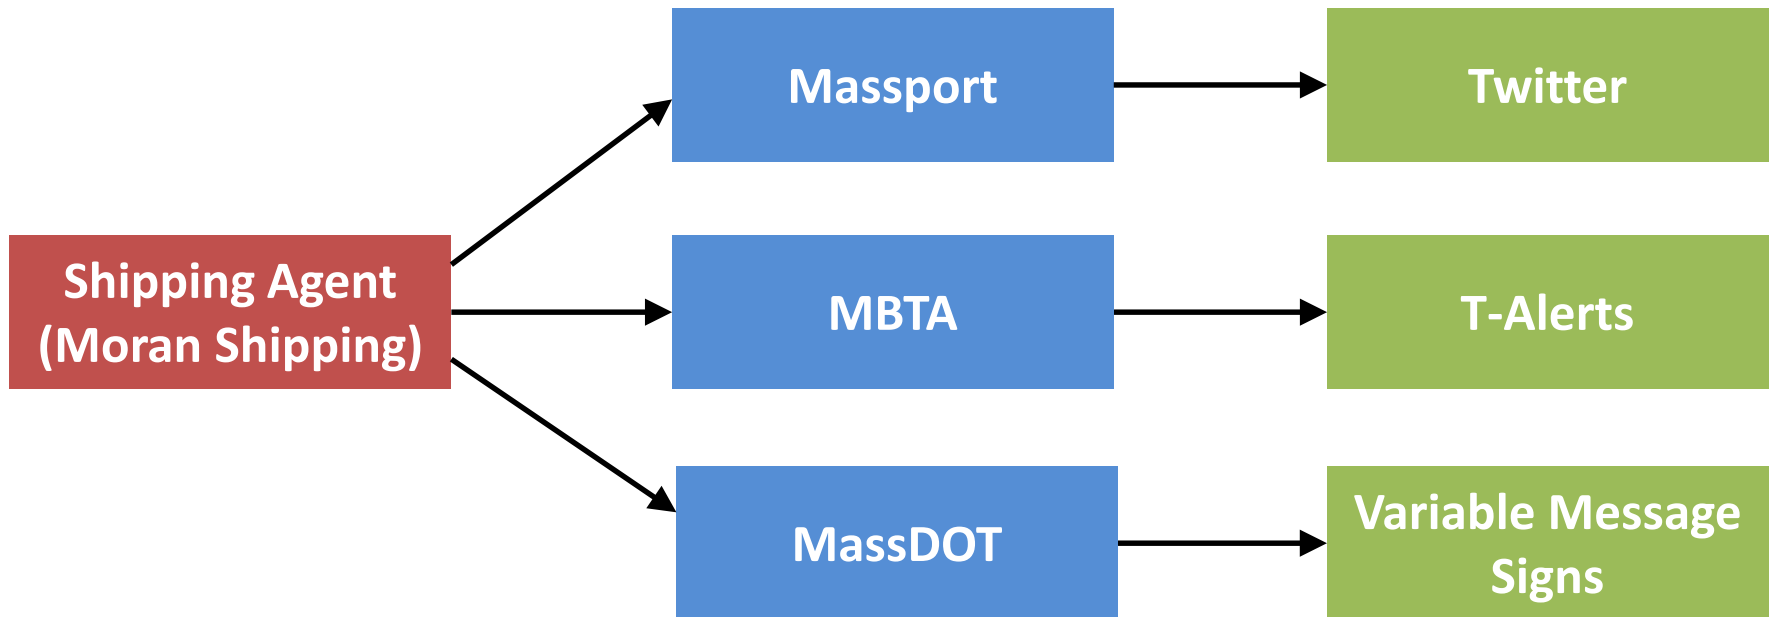 Massport
Twitter
Shipping Agent
(Moran Shipping)
MBTA
T-Alerts
MassDOT
Variable Message
Signs